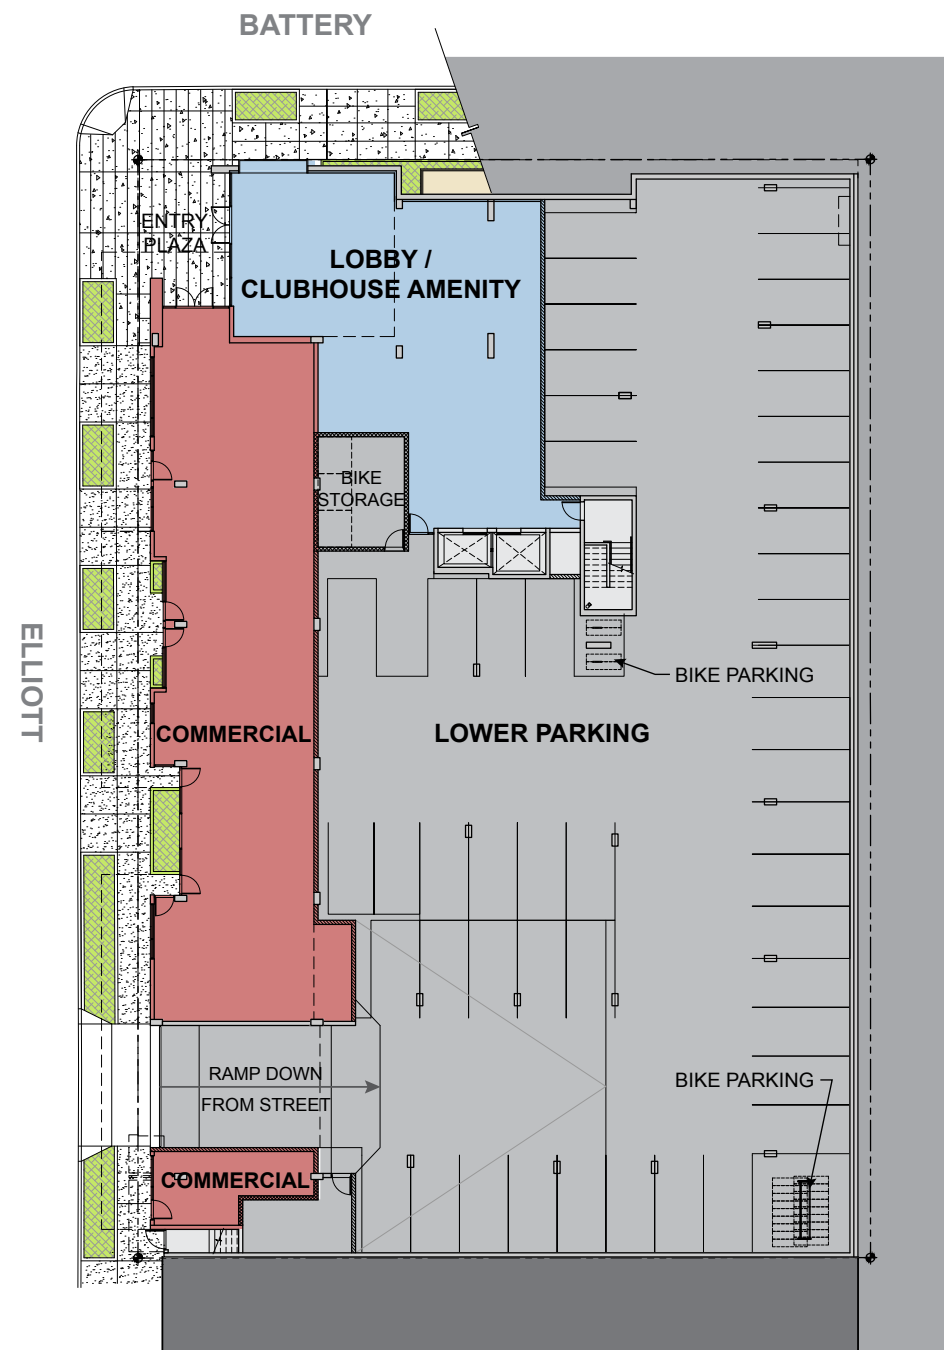 BATTERY
ENTRY
PLAZA
LOBBY /
CLUBHOUSE AMENITY
BIKE
STORAGE
ELLIOTT
BIKE PARKING
COMMERCIAL
LOWER PARKING
RAMP DOWN
FROM STREET
BIKE PARKING
COMMERCIAL